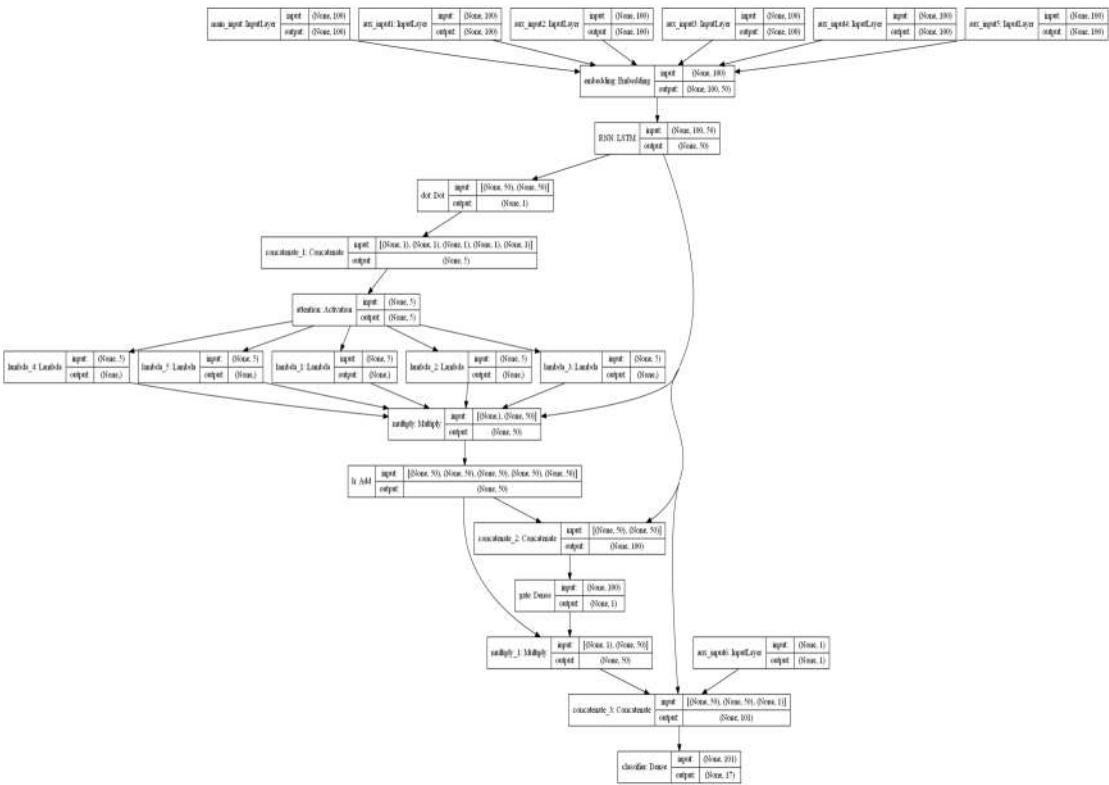 main_input: InputLayer input: (None, 100) output: (None, 100)
aux_input1: InputLayer input: (None, 100) output: (None, 100)
aux_input2: InputLayer input: (None, 100) output: (None, 100)
aux_input3: InputLayer input: (None, 100) output: (None, 100)
aux_input4: InputLayer input: (None, 100) output: (None, 100)
aux_input5: InputLayer input: (None, 100) output: (None, 100)
embedding: Embedding input: (None, 100) output: (None, 100, 50)
RNN: LSTM input: (None, 100, 50) output: (None, 50)
dot: Dot input: [(None, 50), (None, 50)] output: (None, 1)
concatenate_1: Concatenate input: [(None, 1), (None, 1), (None, 1), (None, 1), (None, 1)] output: (None, 5)
attention: Activation input: (None, 5) output: (None, 5)
lambda_4: Lambda input: (None, 5) output: (None,)
lambda_5: Lambda input: (None, 5) output: (None,)
lambda_1: Lambda input: (None, 5) output: (None,)
lambda_2: Lambda input: (None, 5) output: (None,)
lambda_3: Lambda input: (None, 5) output: (None,)
multiply: Multiply input: [(None,), (None, 50)] output: (None, 50)
Add input: [(None, 50), (None, 50), (None, 50), (None, 50), (None, 50)] output: (None, 50)
concatenate_2: Concatenate input: [(None, 50), (None, 50)] output: (None, 100)
gate: Dense input: (None, 100) output: (None, 1)
multiply_1: Multiply input: [(None, 1), (None, 50)] output: (None, 50)
aux_input6: InputLayer input: (None, 1) output: (None, 1)
concatenate_3: Concatenate input: [(None, 50), (None, 50), (None, 1)] output: (None, 101)
classifier: Dense input: (None, 101) output: (None, 17)